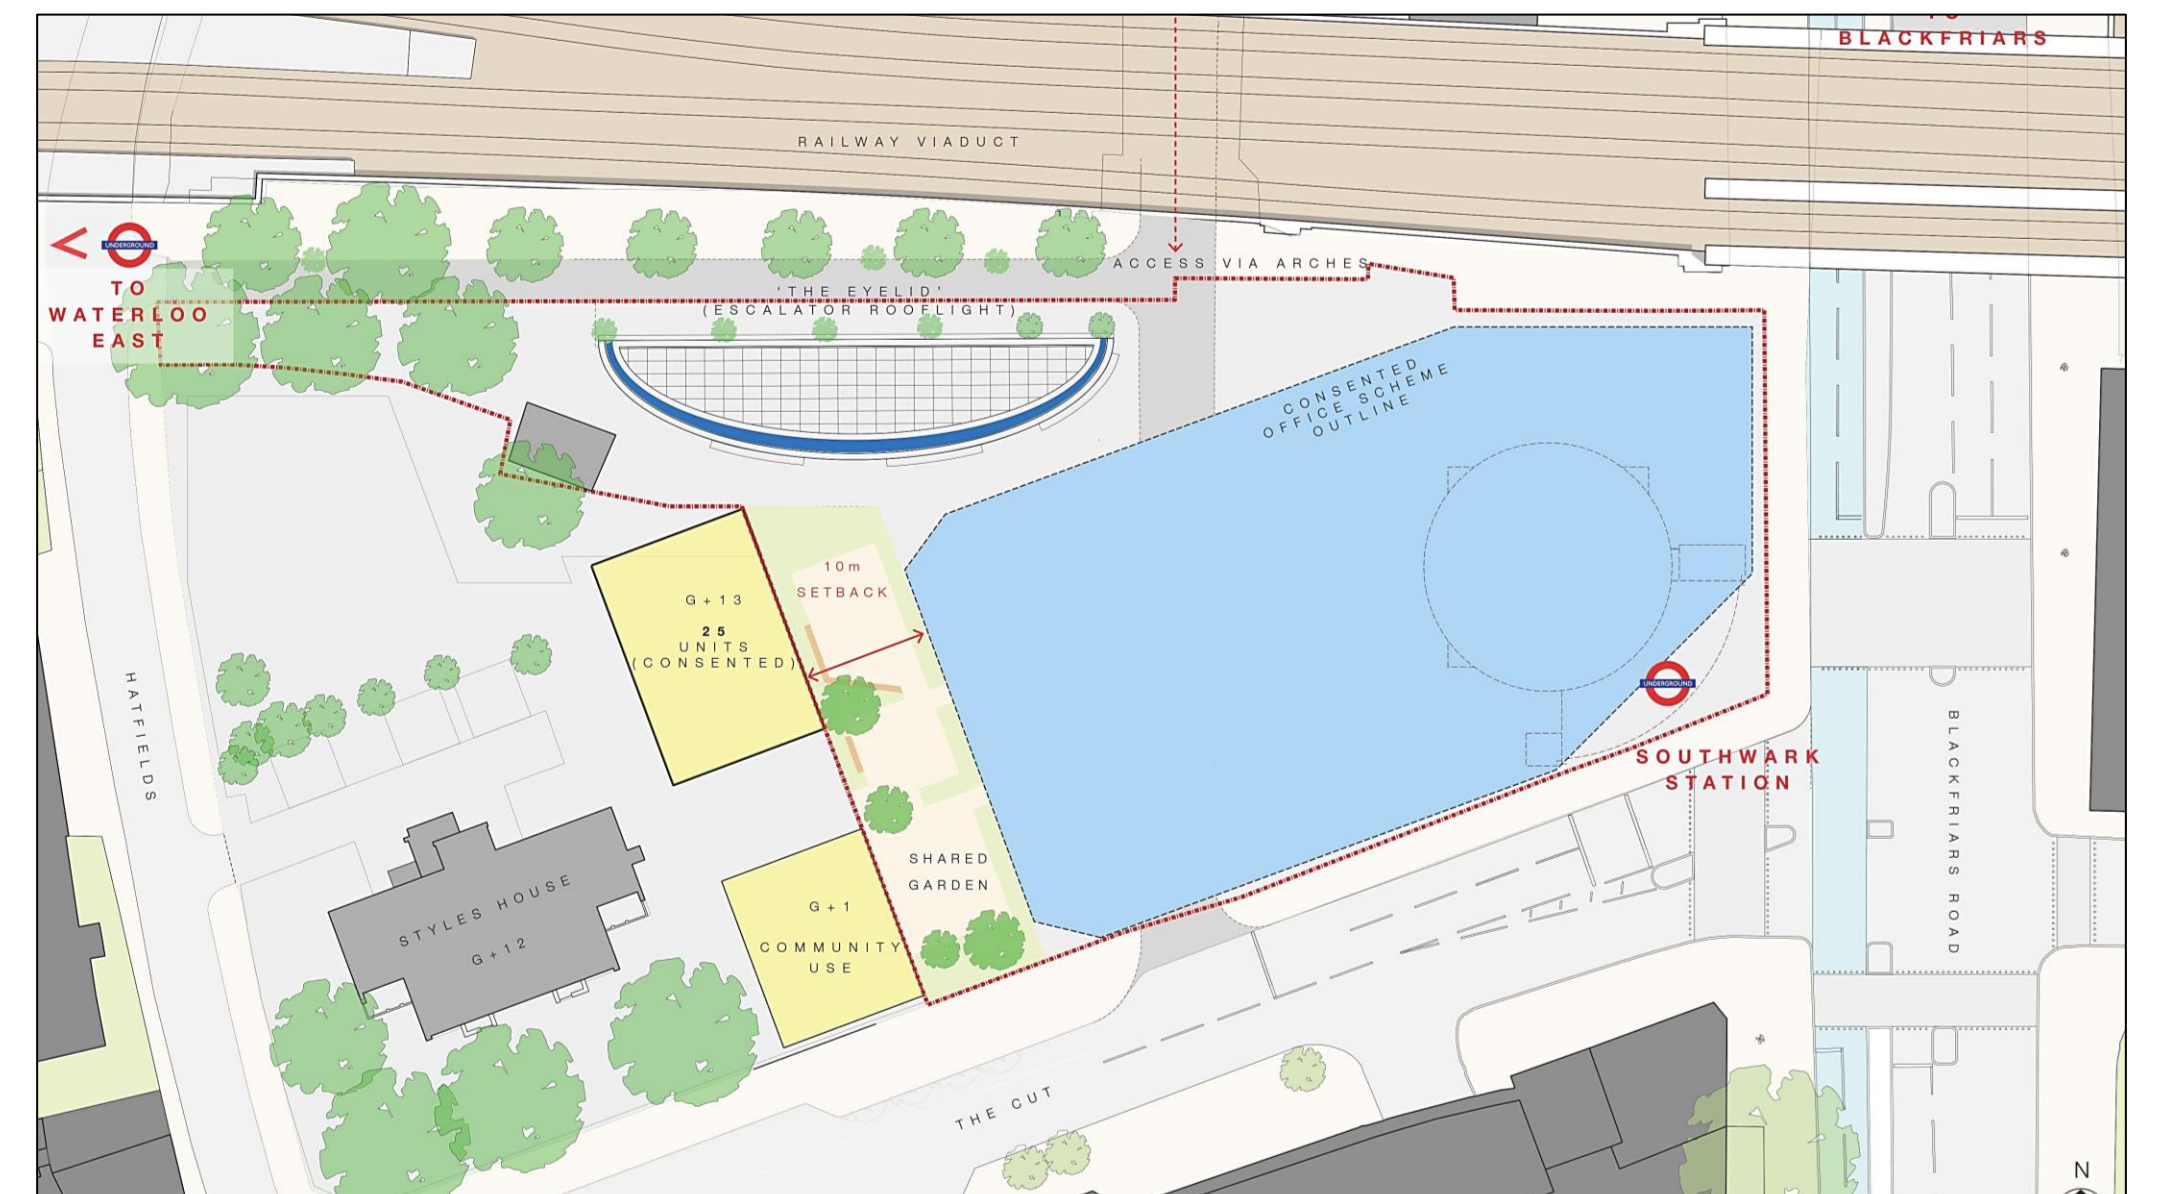 BLACKFRIARS
RAILWAY VIADUCT
UNDERGROUND
TO
WATERLOO
EAST
ACCESS VIA ARCHES
'THE EYELID'
(ESCALATOR ROOFLIGHT)
CONSENTED
OFFICE SCHEME
OUTLINE
10m
SETBACK
G+13
25
UNITS
(CONSENTED)
UNDERGROUND
SOUTHWARK
STATION
HATFIELDS
BLACKFRIARS ROAD
SHARED
GARDEN
STYLES HOUSE
G+12
G+1
COMMUNITY
USE
THE CUT
N